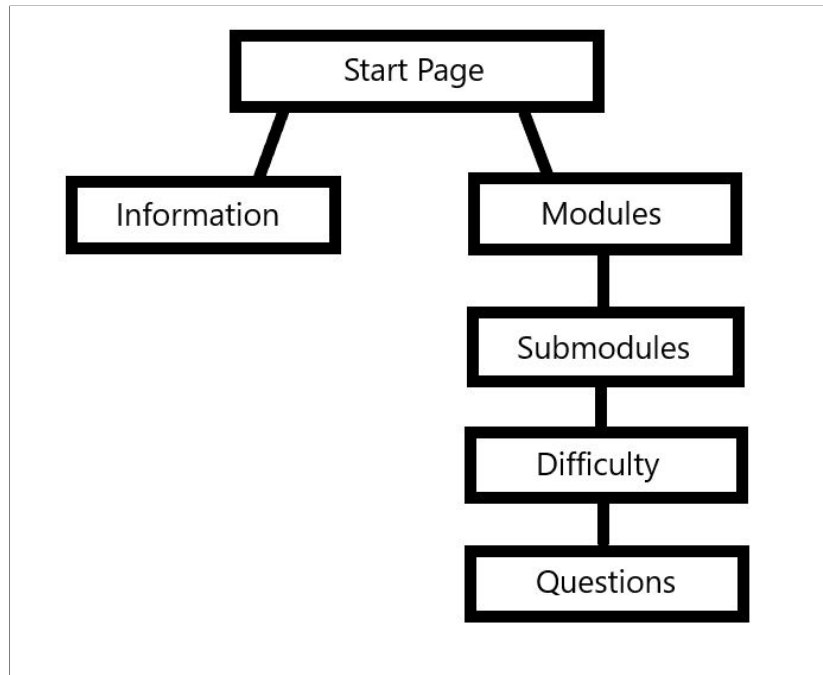 Start Page
Information
Modules
Submodules
Difficulty
Questions